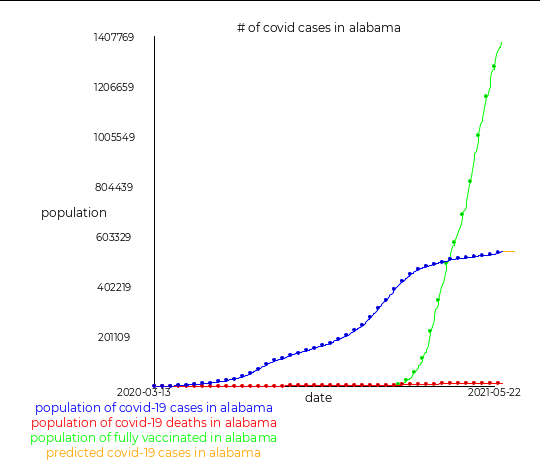 # of covid cases in alabama
1407769
1206659
1005549
804439
population
603329
402219
201109
2020-03-13
date
2021-05-22
population of covid-19 cases in alabama
population of covid-19 deaths in alabama
population of fully vaccinated in alabama
predicted covid-19 cases in alabama